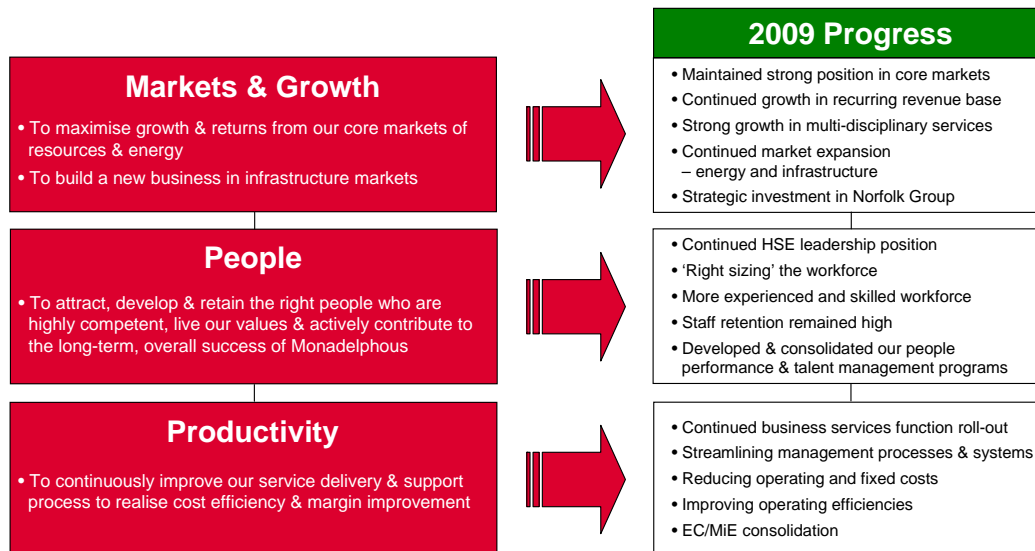 2009 Progress
Markets & Growth
• To maximise growth & returns from our core markets of
resources & energy
• To build a new business in infrastructure markets
• Maintained strong position in core markets
• Continued growth in recurring revenue base
• Strong growth in multi-disciplinary services
• Continued market expansion
– energy and infrastructure
• Strategic investment in Norfolk Group
People
• To attract, develop & retain the right people who are
highly competent, live our values & actively contribute to
the long-term, overall success of Monadelphous
• Continued HSE leadership position
• ‘Right sizing’ the workforce
• More experienced and skilled workforce
• Staff retention remained high
• Developed & consolidated our people
performance & talent management programs
Productivity
• To continuously improve our service delivery & support
process to realise cost efficiency & margin improvement
• Continued business services function roll-out
• Streamlining management processes & systems
• Reducing operating and fixed costs
• Improving operating efficiencies
• EC/MiE consolidation